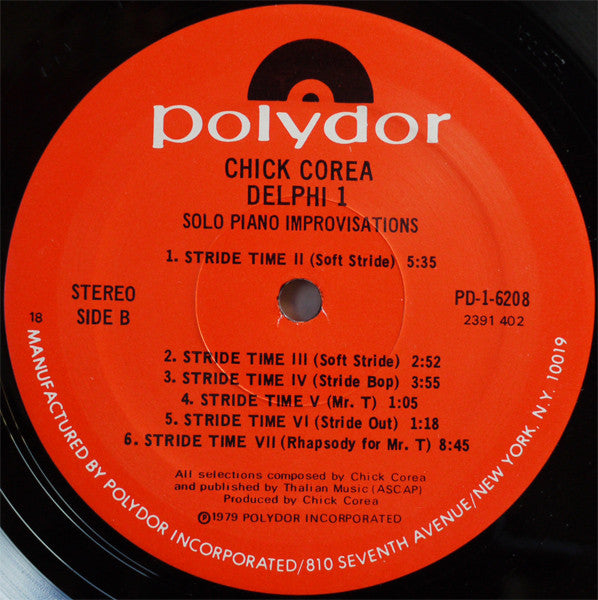 polydor
CHICK COREA
DELPHI 1
SOLO PIANO IMPROVISATIONS
1. STRIDE TIME II (Soft Stride) 5:35
STEREO
SIDE B
PD-1-6208
2391 402
18
2. STRIDE TIME III (Soft Stride) 2:52
3. STRIDE TIME IV (Stride Bop) 3:55
4. STRIDE TIME V (Mr. T) 1:05
5. STRIDE TIME VI (Stride Out) 1:18
6. STRIDE TIME VII (Rhapsody for Mr. T) 8:45
All selections composed by Chick Corea
and published by Thalian Music (ASCAP)
Produced by Chick Corea
℗1979 POLYDOR INCORPORATED
MANUFACTURED BY POLYDOR INCORPORATED/810 SEVENTH AVENUE/NEW YORK, N.Y. 10019